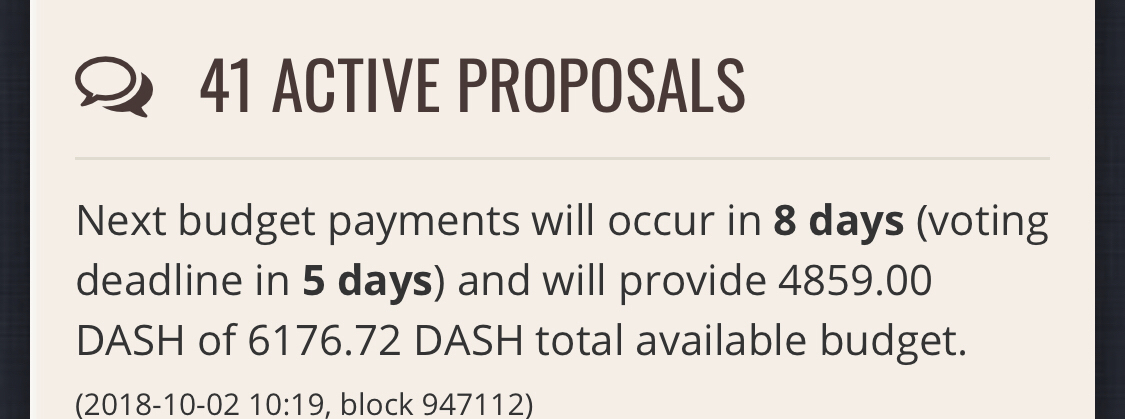 41 ACTIVE PROPOSALS
Next budget payments will occur in 8 days (voting
deadline in 5 days) and will provide 4859.00
DASH of 6176.72 DASH total available budget.
(2018-10-02 10:19, block 947112)